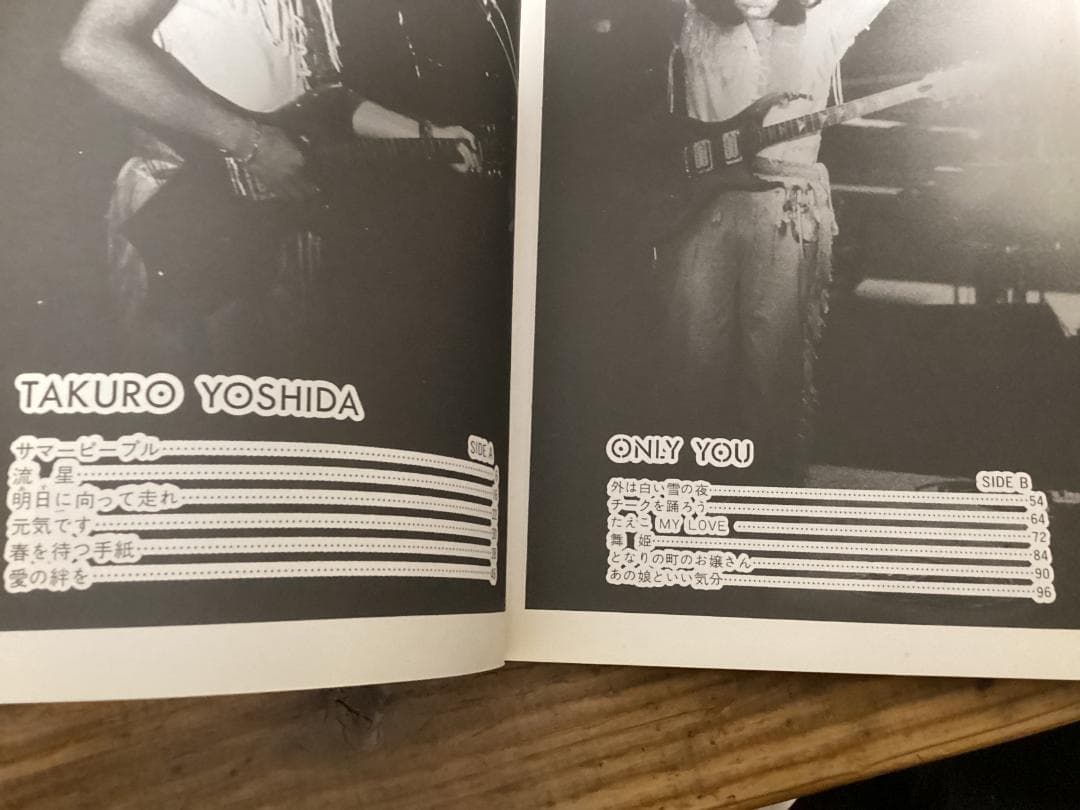 TAKURO YOSHIDA
SIDE A
サマーピープル
流 星
明日に向って走れ
元気です
春を待つ手紙
愛の絆を
ONLY YOU
SIDE B
外は白い雪の夜 54
チークを踊ろう 64
たえこ MY LOVE 72
舞 姫 84
となりの町のお嬢さん 90
あの娘といい気分 96